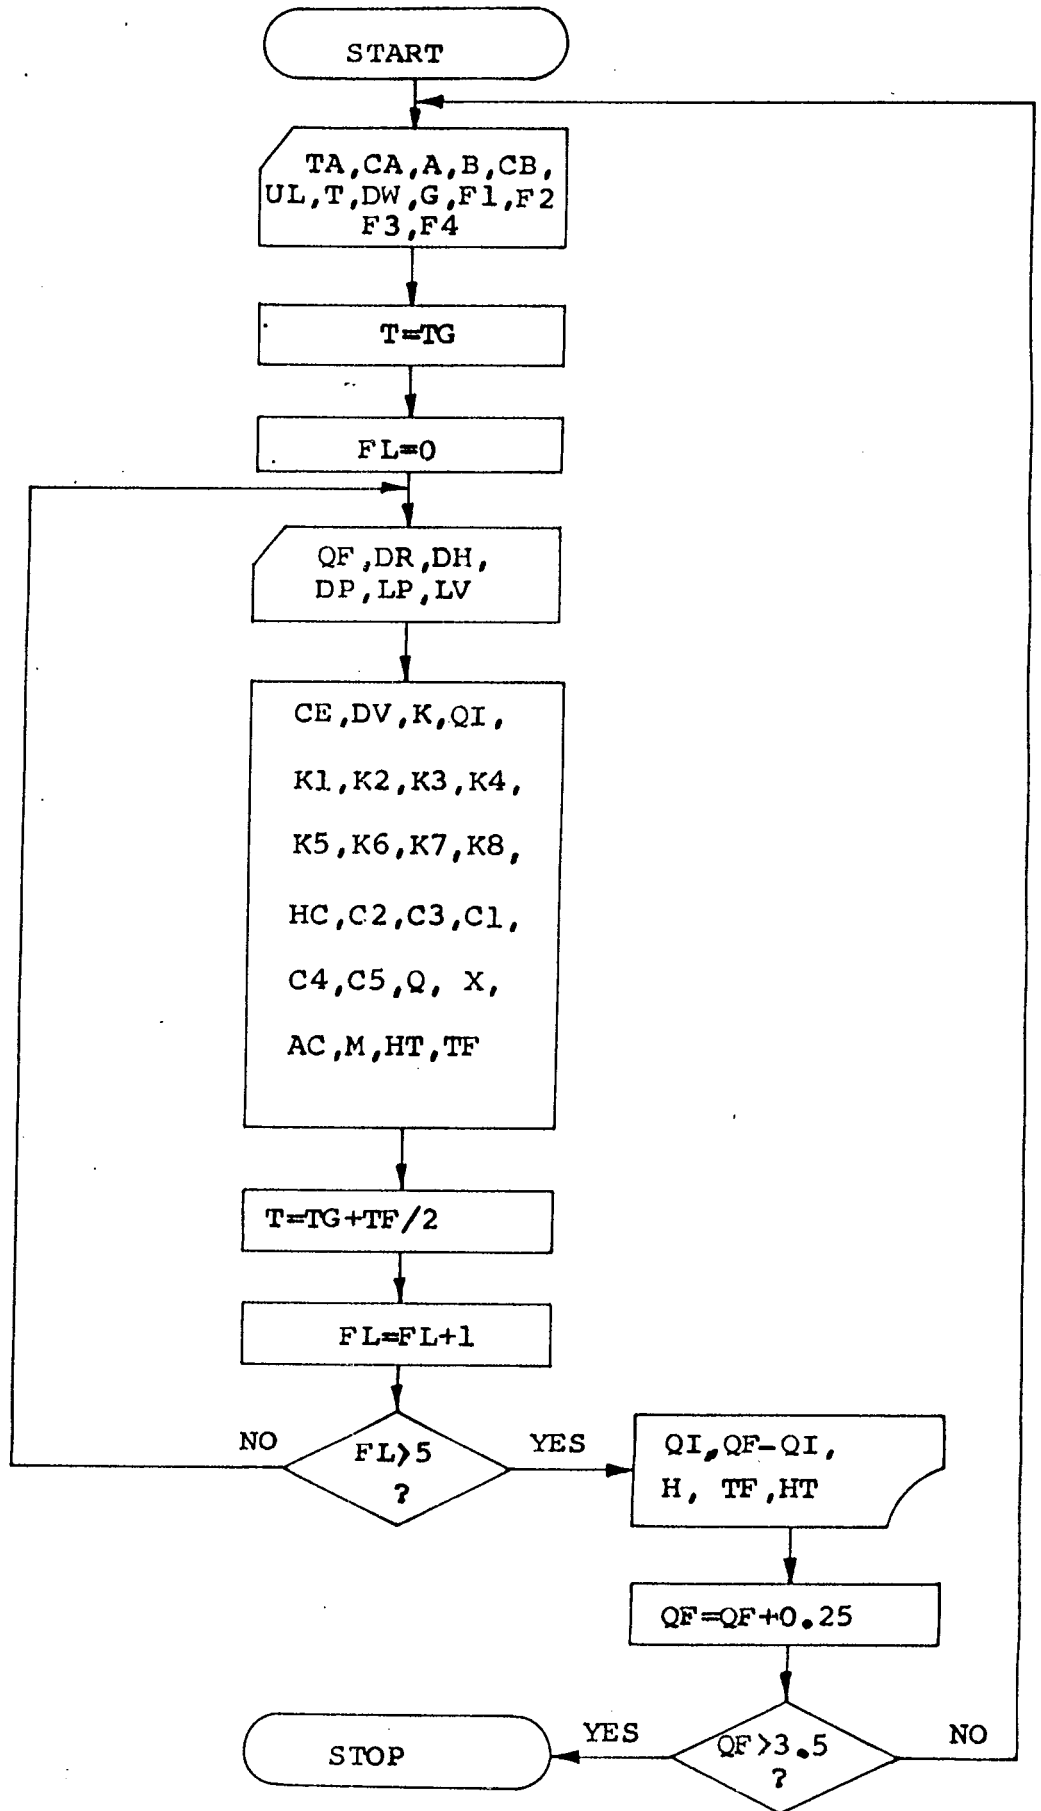 START
TA,CA,A,B,CB,
UL,T,DW,G,F1,F2
F3,F4
T=TG
FL=0
QF,DR,DH,
DP,LP,LV
CE,DV,K,QI,
K1,K2,K3,K4,
K5,K6,K7,K8,
HC,C2,C3,C1,
C4,C5,Q, X,
AC,M,HT,TF
T=TG+TF/2
FL=FL+1
NO
FL>5
?
YES
QI,QF-QI,
H, TF,HT
QF=QF+0.25
QF>3.5
?
YES
NO
STOP